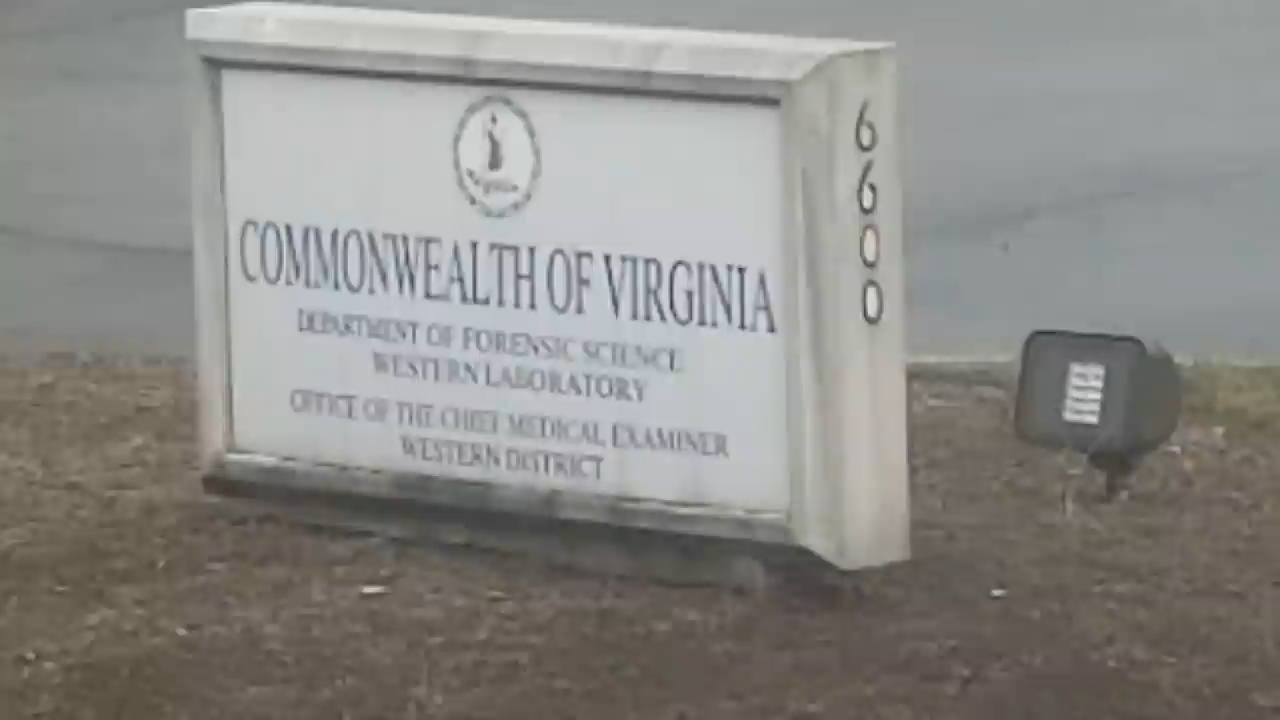 COMMONWEALTH OF VIRGINIA
DEPARTMENT OF FORENSIC SCIENCE
WESTERN LABORATORY
OFFICE OF THE CHIEF MEDICAL EXAMINER
WESTERN DISTRICT
6600